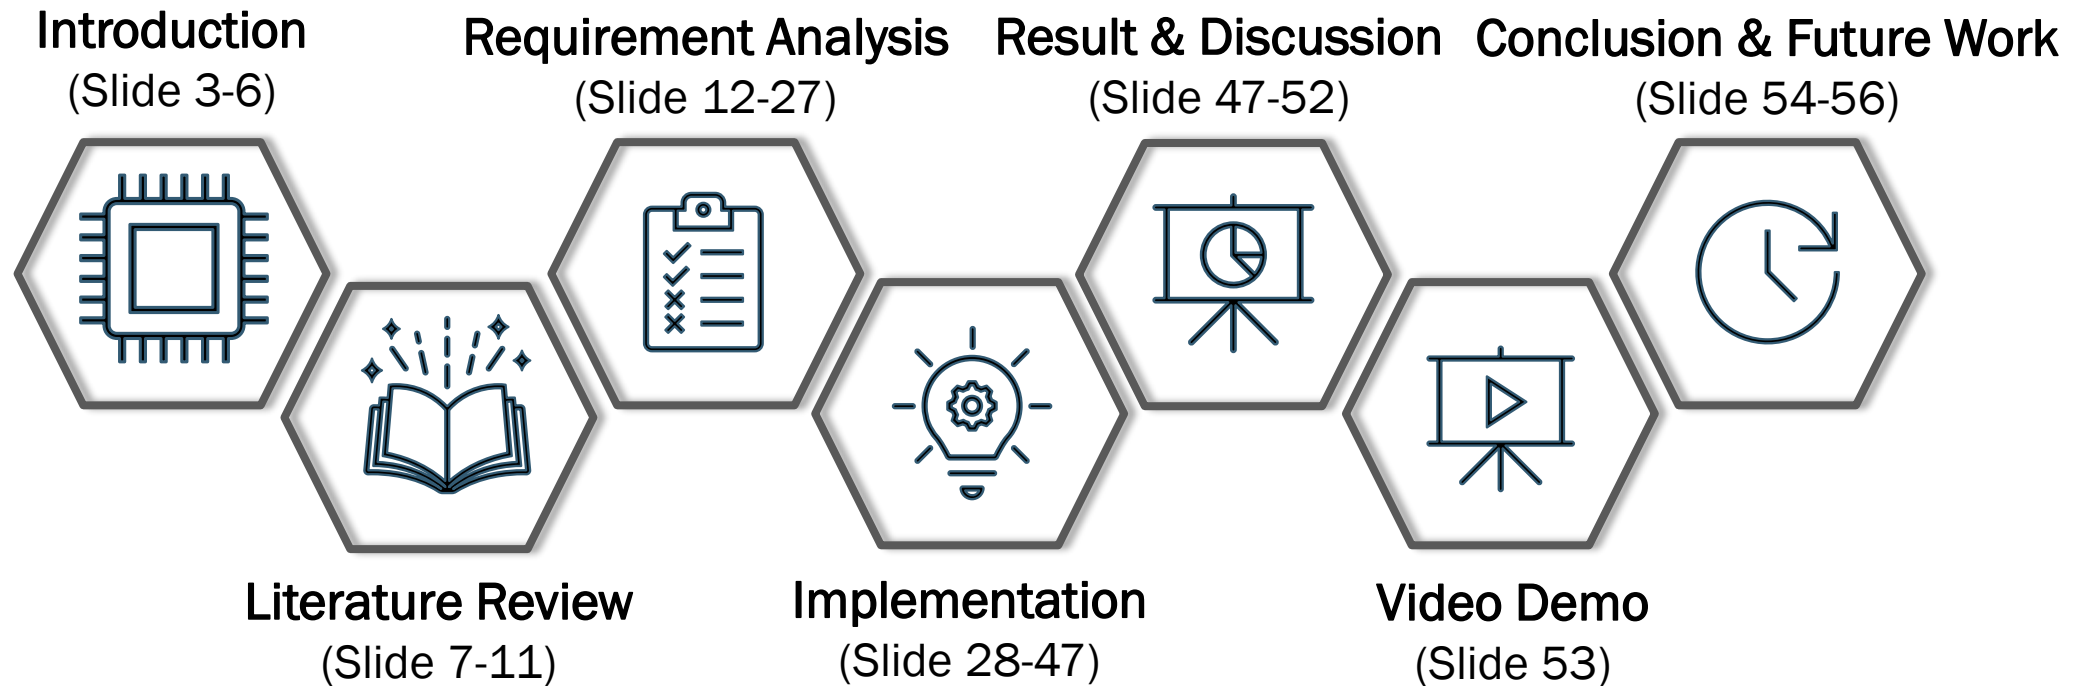 Introduction
(Slide 3-6)
Literature Review
(Slide 7-11)
Requirement Analysis
(Slide 12-27)
Implementation
(Slide 28-47)
Result & Discussion
(Slide 47-52)
Video Demo
(Slide 53)
Conclusion & Future Work
(Slide 54-56)